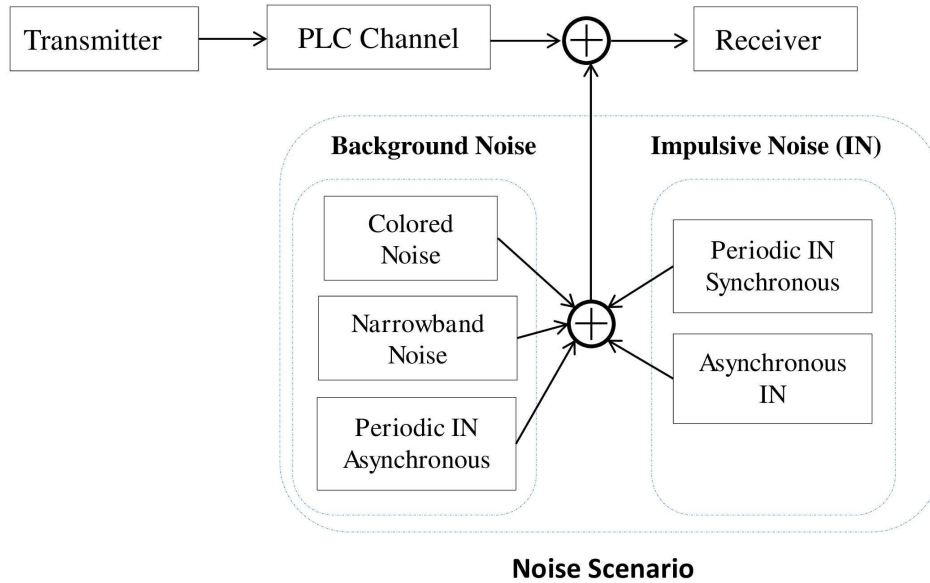 Transmitter
PLC Channel
Receiver
Background Noise
Impulsive Noise (IN)
Colored
Noise
Narrowband
Noise
Periodic IN
Asynchronous
Periodic IN
Synchronous
Asynchronous
IN
Noise Scenario